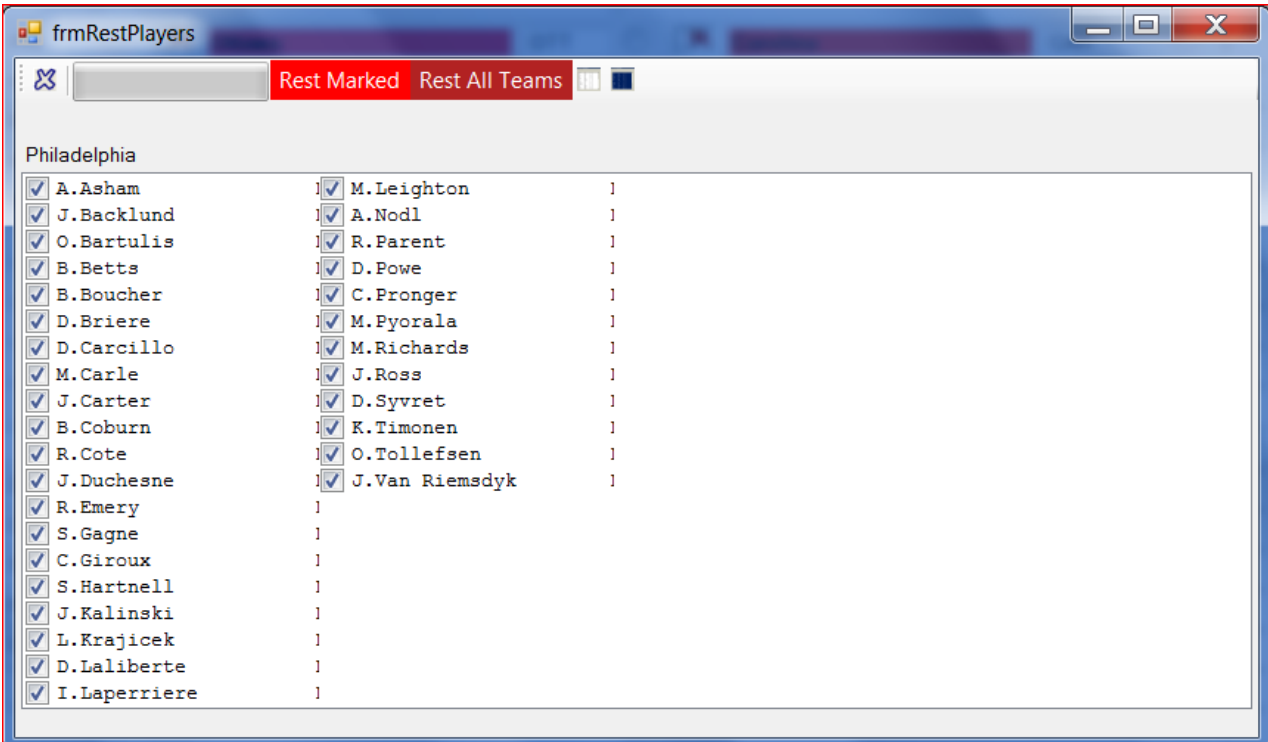 frmRestPlayers
Rest Marked Rest All Teams
Philadelphia
A.Asham
J.Backlund
O.Bartulis
B.Betts
B.Boucher
D.Briere
D.Carcillo
M.Carle
J.Carter
B.Coburn
R.Cote
J.Duchesne
R.Emery
S.Gagne
C.Giroux
S.Hartnell
J.Kalinski
L.Krajicek
D.Laliberte
I.Laperriere
M.Leighton
A.Nodl
R.Parent
D.Powe
C.Pronger
M.Pyorala
M.Richards
J.Ross
D.Syvret
K.Timonen
O.Tollefsen
J.Van Riemsdyk